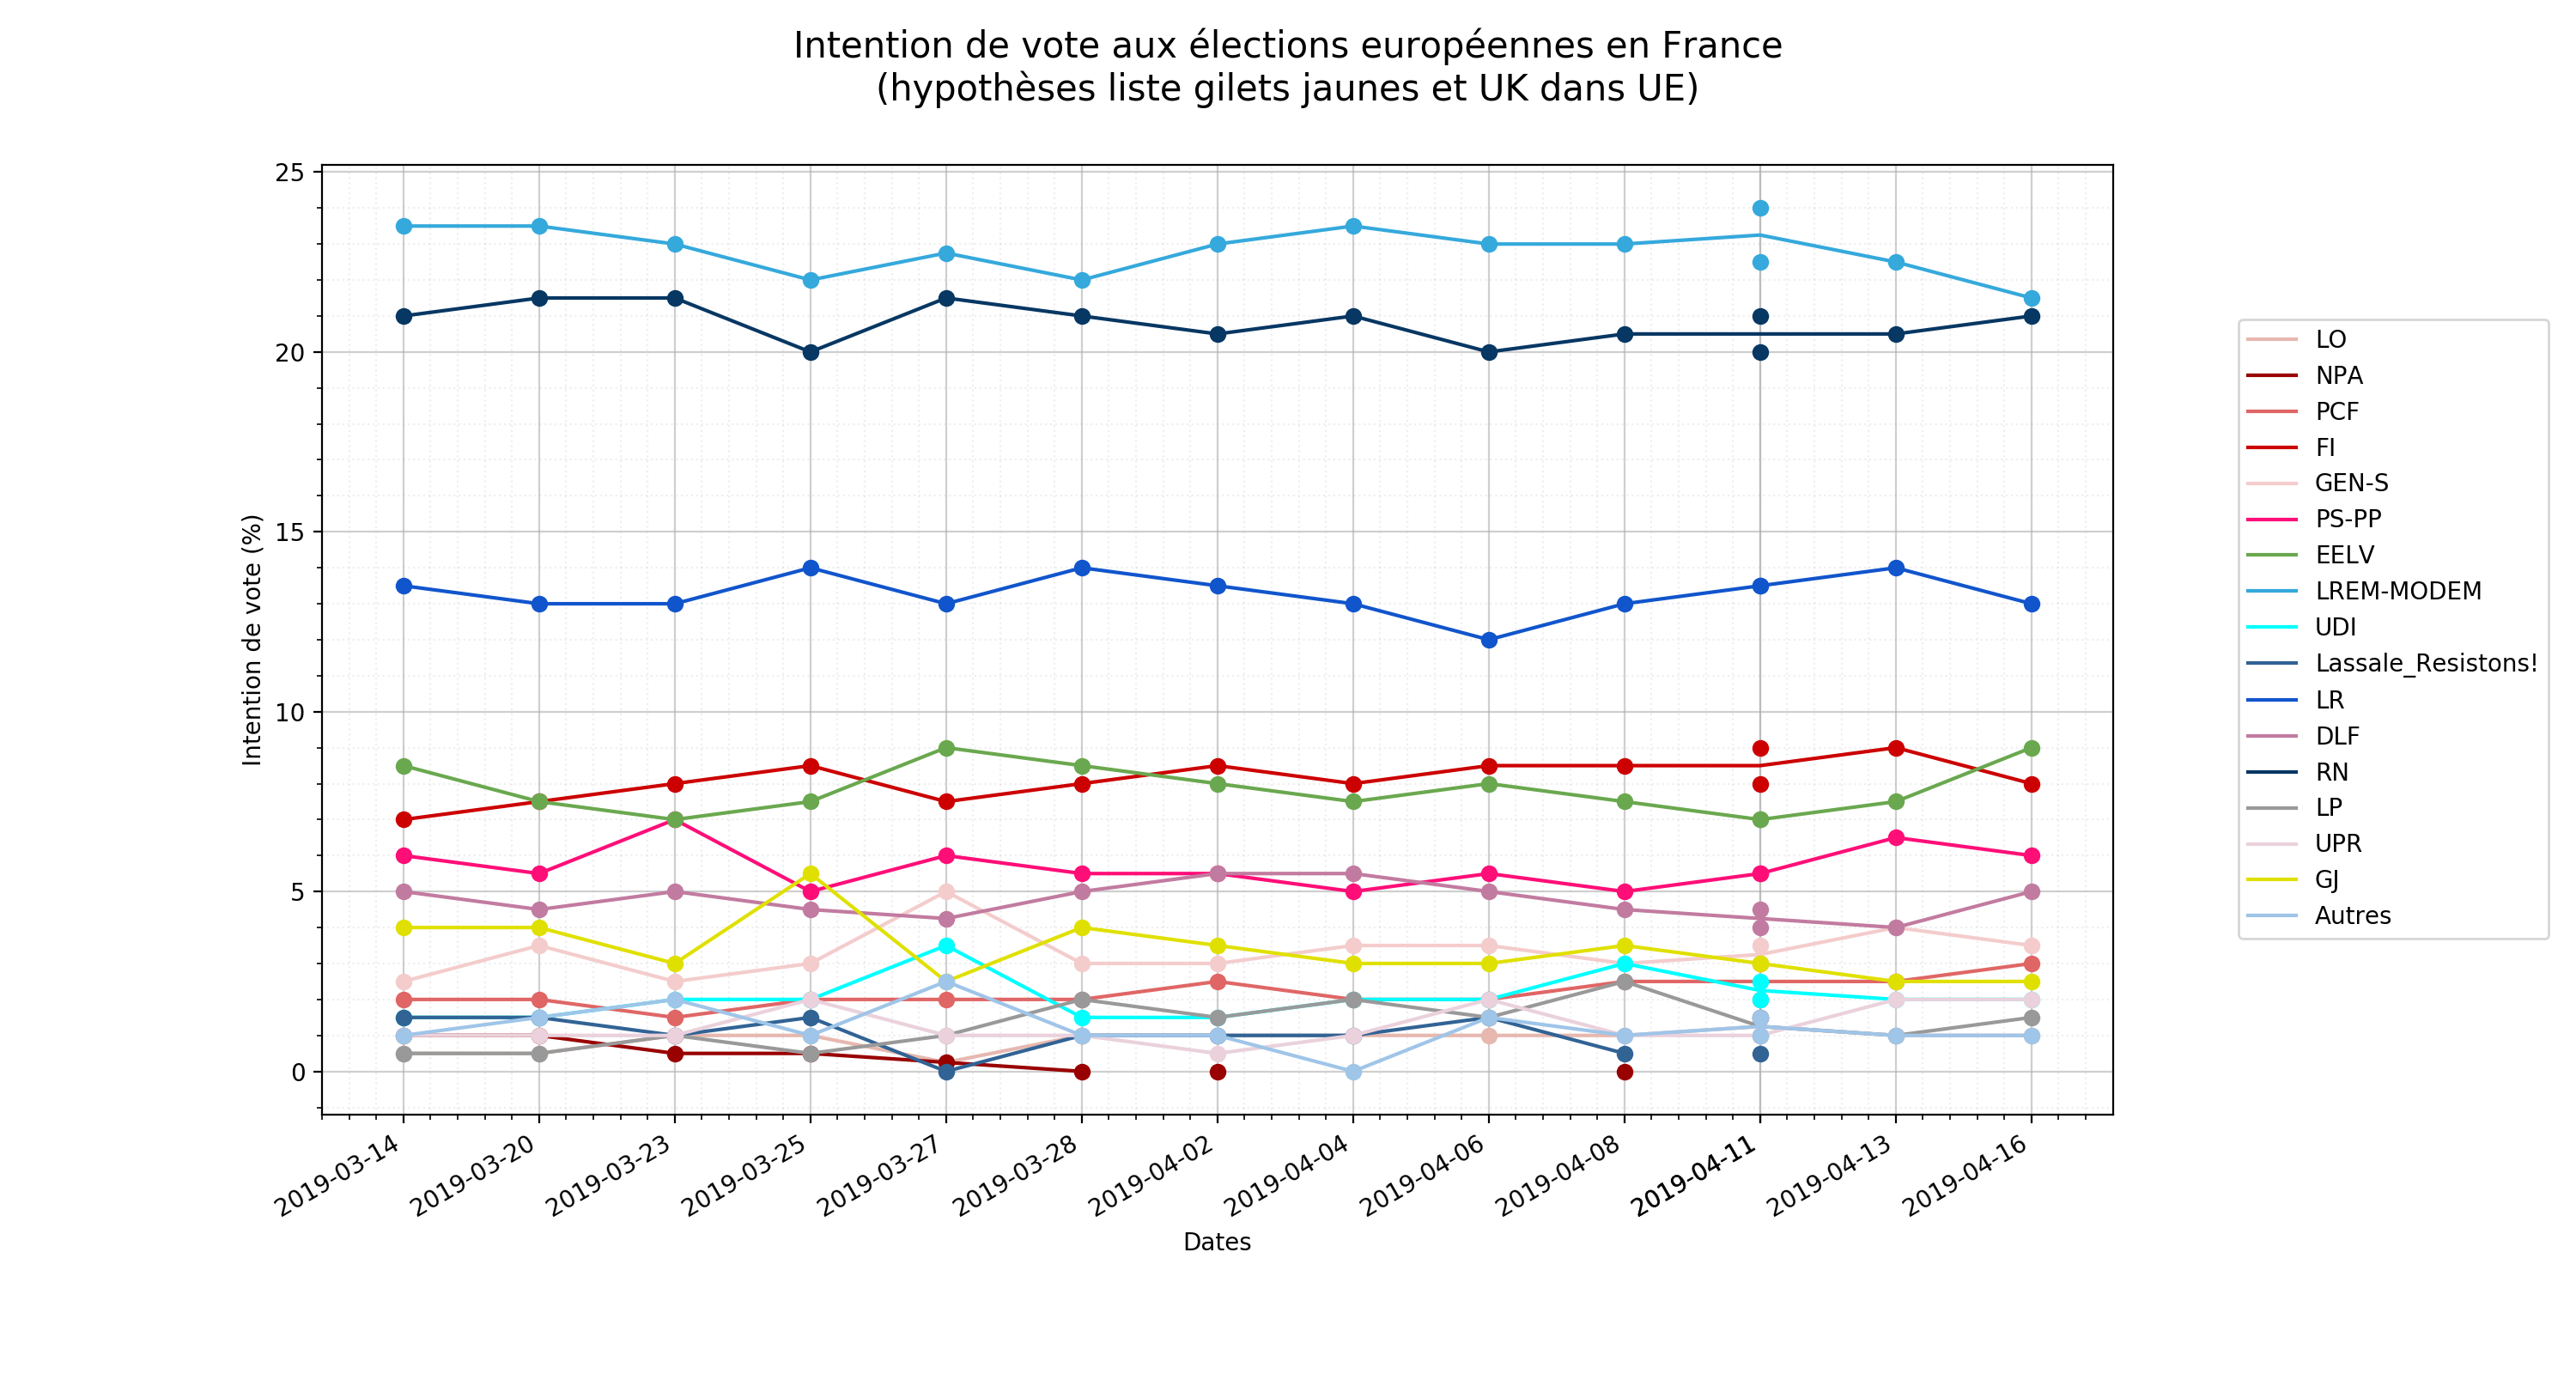 Intention de vote aux élections européennes en France
(hypothèses liste gilets jaunes et UK dans UE)
Intention de vote (%)
25
20
15
10
5
0
2019-03-14
2019-03-20
2019-03-23
2019-03-25
2019-03-27
2019-03-28
2019-04-02
2019-04-04
2019-04-06
2019-04-08
2019-04-11
2019-04-13
2019-04-16
Dates
LO
NPA
PCF
FI
GEN-S
PS-PP
EELV
LREM-MODEM
UDI
Lassale_Resistons!
LR
DLF
RN
LP
UPR
GJ
Autres